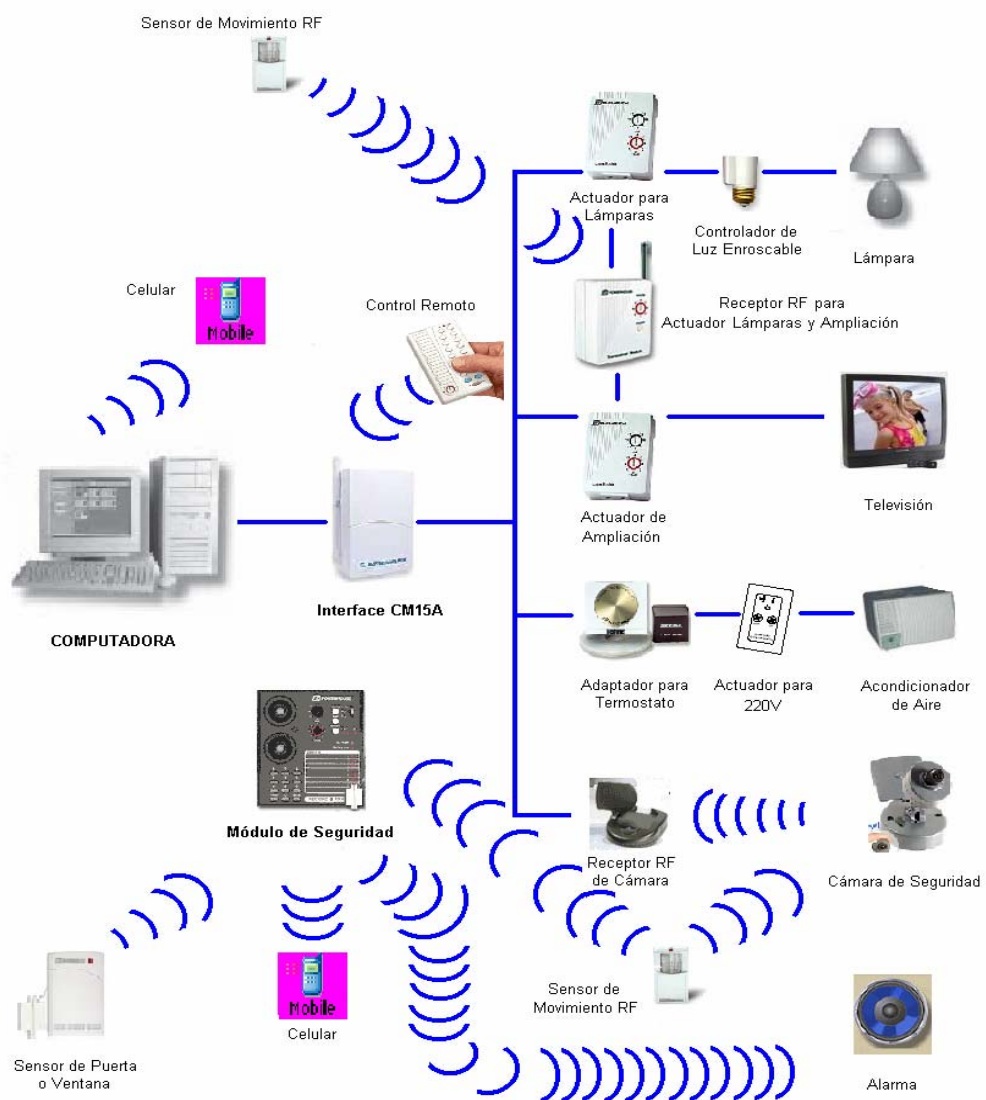 Sensor de Movimiento RF
Actuador para
Lámparas
Controlador de
Luz Enroscable
Lámpara
Celular
Mobile
Control Remoto
Receptor RF para
Actuador Lámparas y Ampliación
Actuador de
Ampliación
Televisión
COMPUTADORA
Interface CM15A
Adaptador para
Termostato
Actuador para
220V
Acondicionador
de Aire
Módulo de Seguridad
Receptor RF
de Cámara
Cámara de Seguridad
Sensor de Puerta
o Ventana
Mobile
Celular
Sensor de
Movimiento RF
Alarma